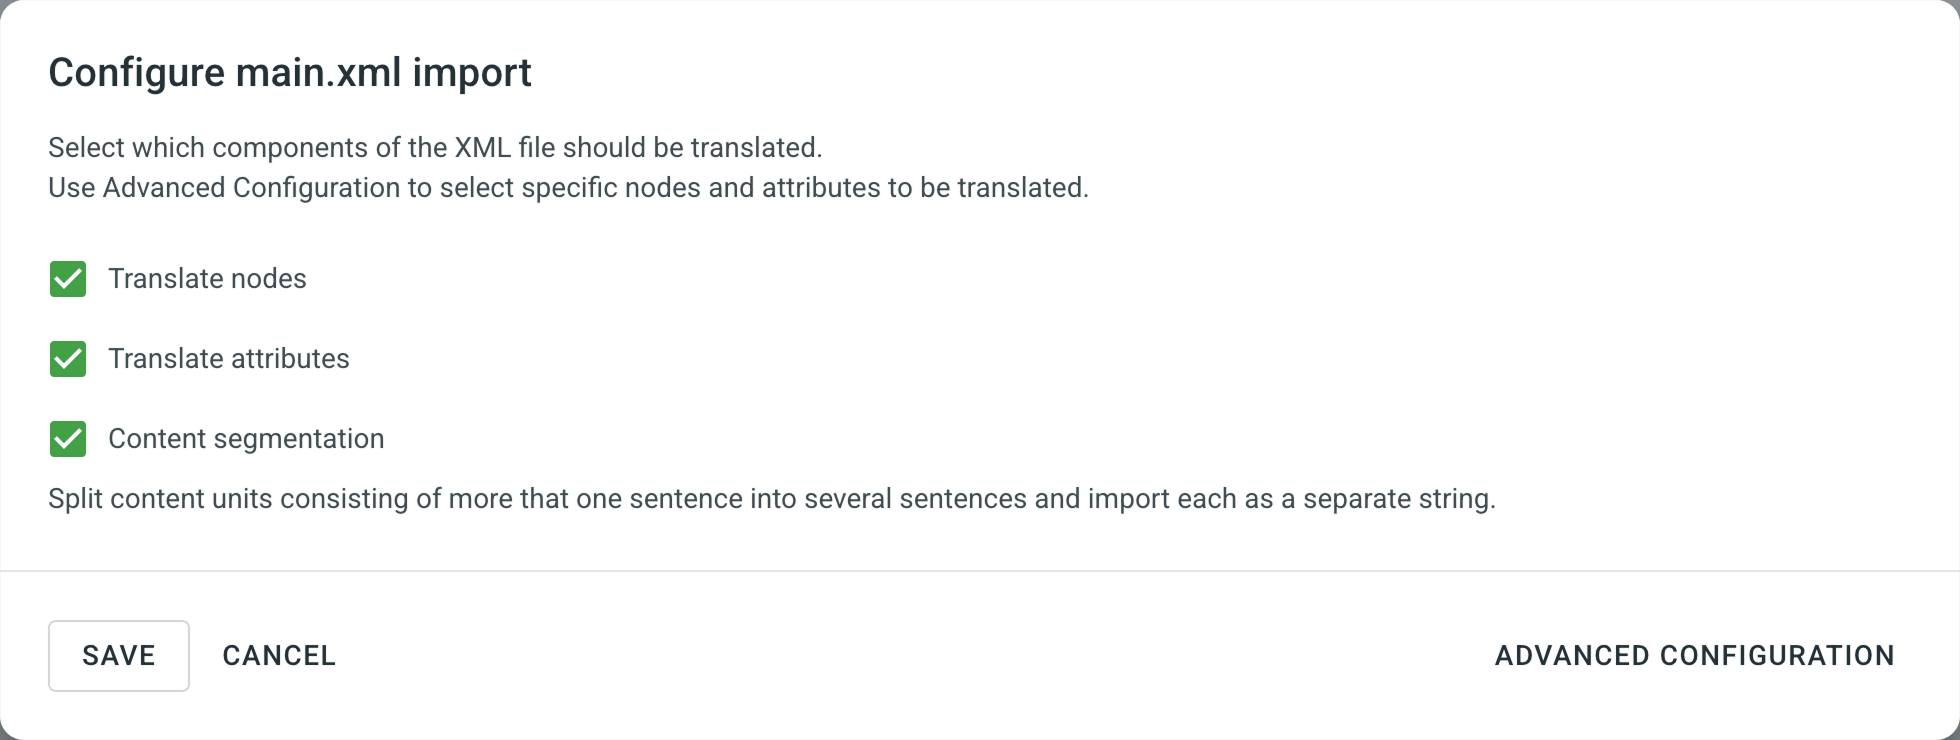 Configure main.xml import
Select which components of the XML file should be translated.
Use Advanced Configuration to select specific nodes and attributes to be translated.
Translate nodes
Translate attributes
Content segmentation
Split content units consisting of more that one sentence into several sentences and import each as a separate string.
SAVE CANCEL ADVANCED CONFIGURATION